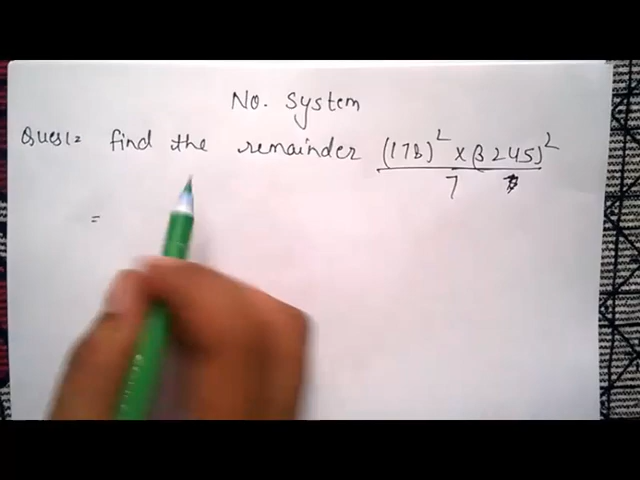 No. System
Ques1= find the remainder (178)² × (3245)²
7
=